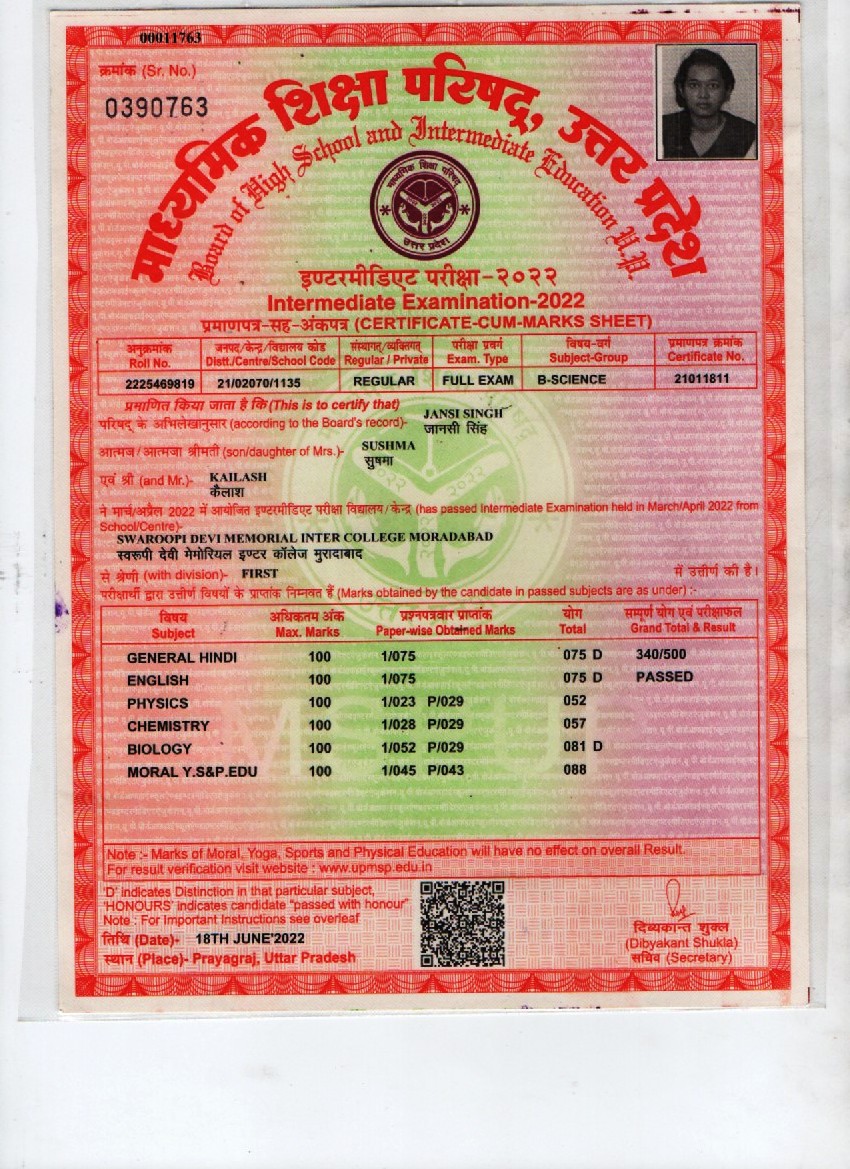 00011763
क्रमांक (Sr. No.)
0390763
माध्यमिक शिक्षा परिषद्, उत्तर प्रदेश
Board of High School and Intermediate Education U.P.
माध्यमिक शिक्षा परिषद्
उत्तर प्रदेश
इण्टरमीडिएट परीक्षा-२०२२
Intermediate Examination-2022
प्रमाणपत्र-सह-अंकपत्र (CERTIFICATE-CUM-MARKS SHEET)
अनुक्रमांक जनपद/केन्द्र/विद्यालय कोड संस्थागत/व्यक्तिगत परीक्षा प्रवर्ग विषय-वर्ग प्रमाणपत्र क्रमांक
Roll No. Distt./Centre/School Code Regular / Private Exam. Type Subject-Group Certificate No.
2225469819 21/02070/1135 REGULAR FULL EXAM B-SCIENCE 21011811
प्रमाणित किया जाता है कि (This is to certify that)
JANSI SINGH
परिषद् के अभिलेखानुसार (according to the Board's record)- जानसी सिंह
SUSHMA
आत्मज/आत्मजा श्रीमती (son/daughter of Mrs.)- सुषमा
एवं श्री (and Mr.)- KAILASH
कैलाश
ने मार्च/अप्रैल 2022 में आयोजित इण्टरमीडिएट परीक्षा विद्यालय/केन्द्र (has passed Intermediate Examination held in March/April 2022 from
School/Centre)-
SWAROOPI DEVI MEMORIAL INTER COLLEGE MORADABAD
स्वरूपी देवी मेमोरियल इण्टर कॉलेज मुरादाबाद
से श्रेणी (with division)- FIRST में उत्तीर्ण की है।
परीक्षार्थी द्वारा उत्तीर्ण विषयों के प्राप्तांक निम्नवत हैं (Marks obtained by the candidate in passed subjects are as under) :-
विषय अधिकतम अंक प्रश्नपत्रवार प्राप्तांक योग सम्पूर्ण योग एवं परीक्षाफल
Subject Max. Marks Paper-wise Obtained Marks Total Grand Total & Result
GENERAL HINDI 100 1/075 075 D 340/500
ENGLISH 100 1/075 075 D PASSED
PHYSICS 100 1/023 P/029 052
CHEMISTRY 100 1/028 P/029 057
BIOLOGY 100 1/052 P/029 081 D
MORAL Y.S&P.EDU 100 1/045 P/043 088
Note :- Marks of Moral, Yoga, Sports and Physical Education will have no effect on overall Result.
For result verification visit website : www.upmsp.edu.in
'D' indicates Distinction in that particular subject,
'HONOURS' indicates candidate "passed with honour"
Note : For Important Instructions see overleaf
तिथि (Date)- 18TH JUNE'2022
स्थान (Place)- Prayagraj, Uttar Pradesh
दिव्यकान्त शुक्ल
(Dibyakant Shukla)
सचिव (Secretary)